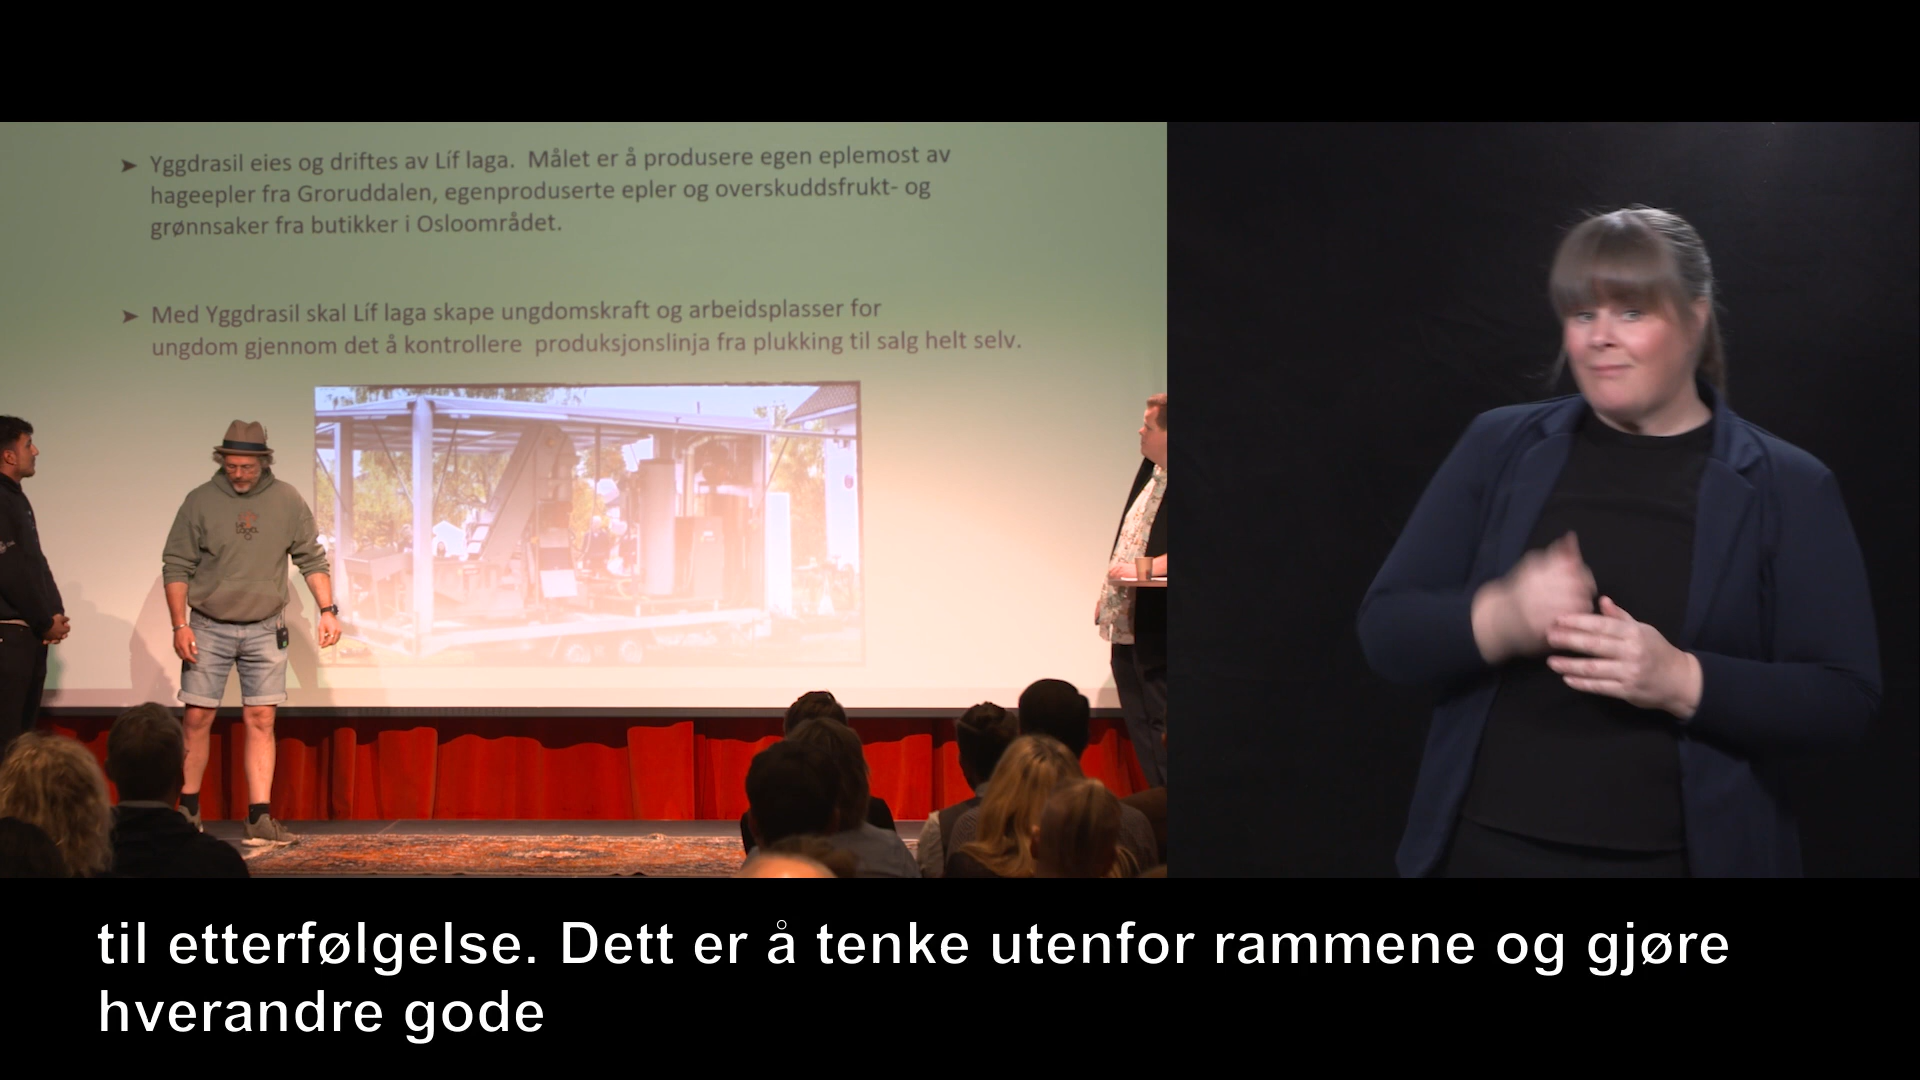 ➤ Yggdrasil eies og driftes av Líf laga. Målet er å produsere egen eplemost av
hageepler fra Groruddalen, egenproduserte epler og overskuddsfrukt- og
grønnsaker fra butikker i Osloområdet.
➤ Med Yggdrasil skal Líf laga skape ungdomskraft og arbeidsplasser for
ungdom gjennom det å kontrollere produksjonslinja fra plukking til salg helt selv.
til etterfølgelse. Dett er å tenke utenfor rammene og gjøre
hverandre gode